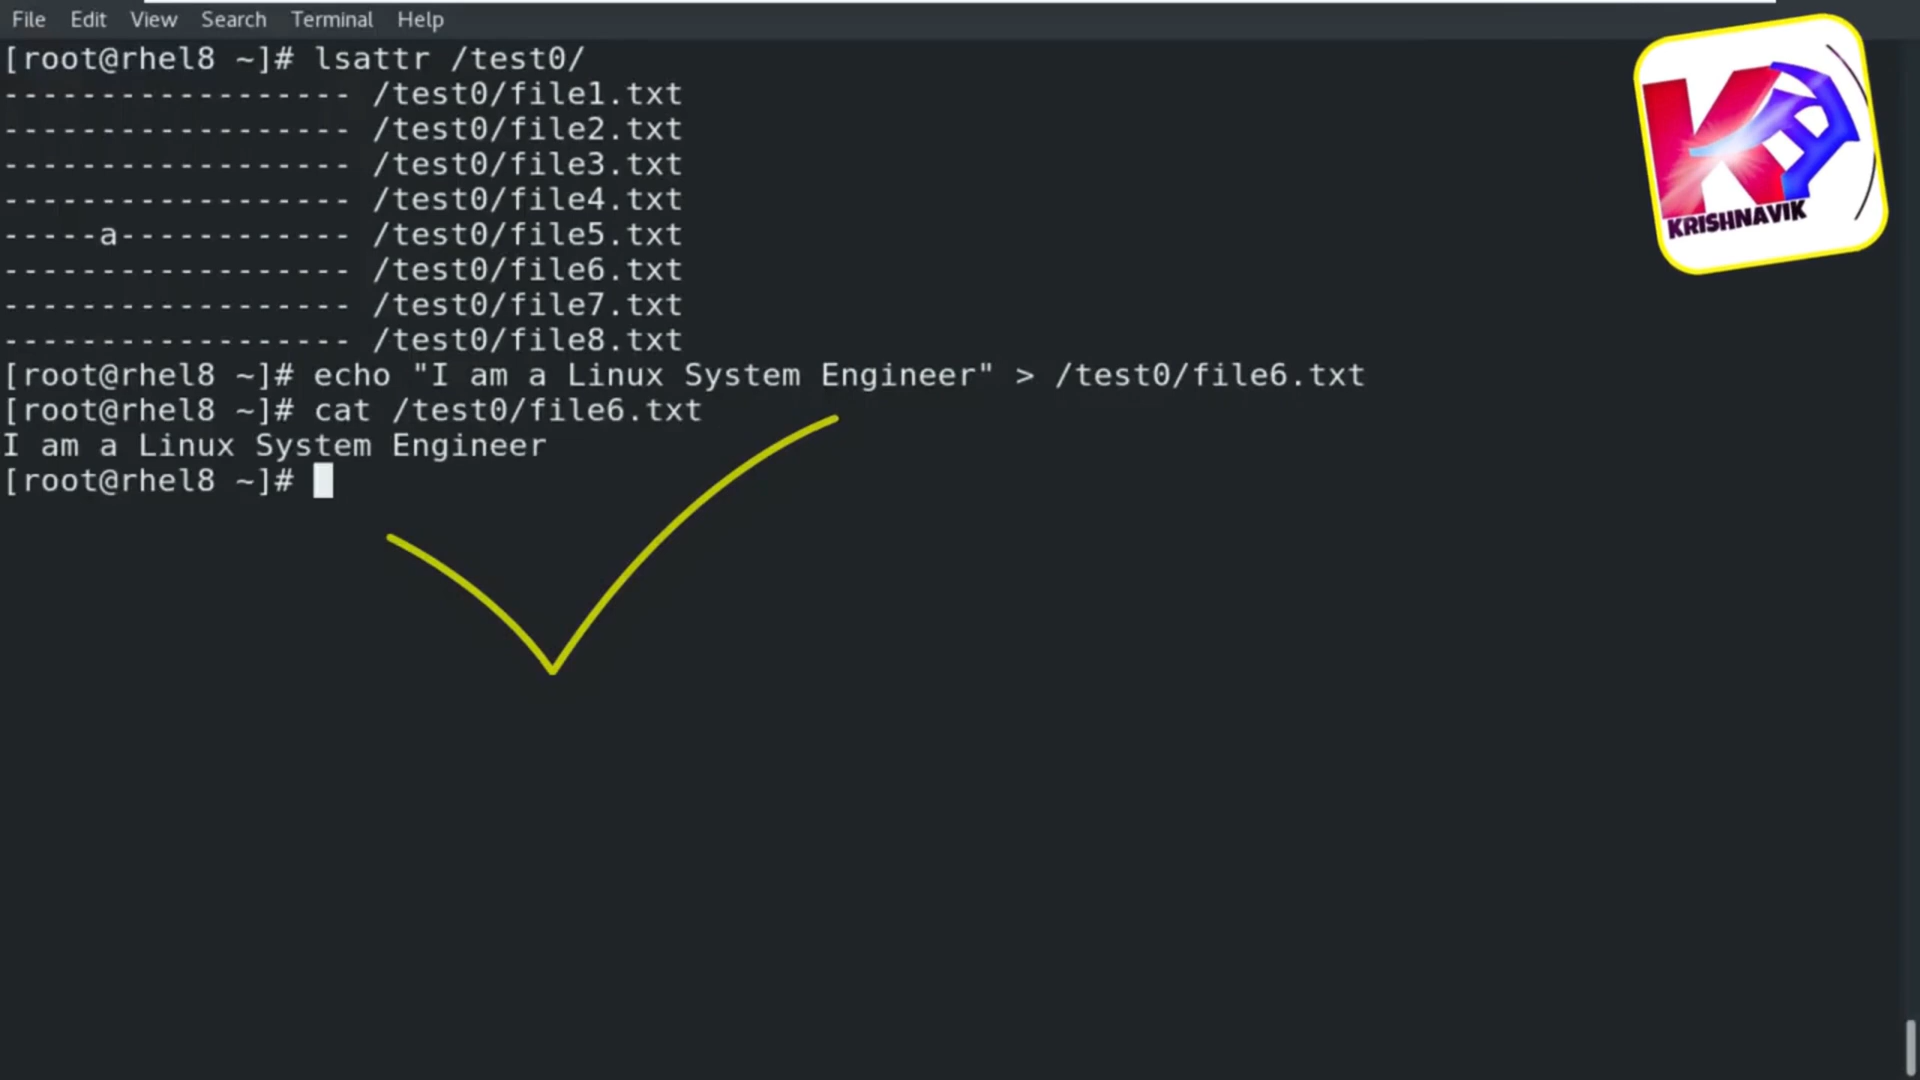 File Edit View Search Terminal Help
[root@rhel8 ~]# lsattr /test0/
------------------ /test0/file1.txt
------------------ /test0/file2.txt
------------------ /test0/file3.txt
------------------ /test0/file4.txt
-----a------------ /test0/file5.txt
------------------ /test0/file6.txt
------------------ /test0/file7.txt
------------------ /test0/file8.txt
[root@rhel8 ~]# echo "I am a Linux System Engineer" > /test0/file6.txt
[root@rhel8 ~]# cat /test0/file6.txt
I am a Linux System Engineer
[root@rhel8 ~]#
KRISHNAVIK